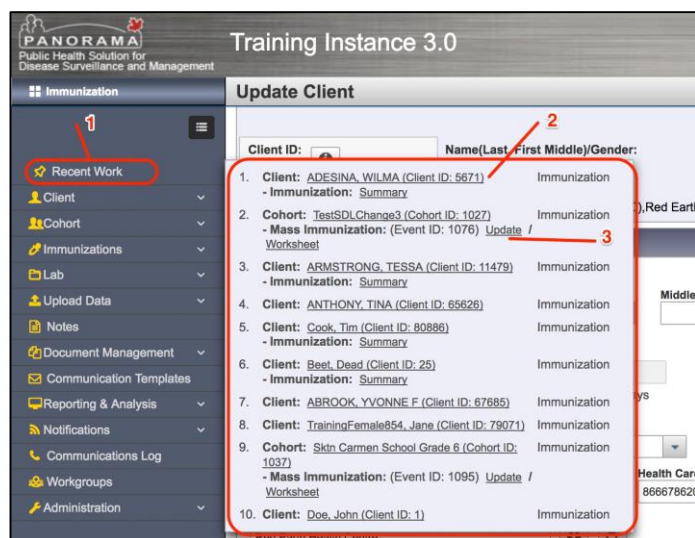 PANORAMA
Public Health Solution for
Disease Surveillance and Management
Training Instance 3.0
Immunization
Update Client
1
2
3
Client ID:
Name(Last, First Middle)/Gender:
Recent Work
Client
Cohort
Immunizations
Lab
Upload Data
Notes
Document Management
Communication Templates
Reporting & Analysis
Notifications
Communications Log
Workgroups
Administration
1. Client: ADESINA, WILMA (Client ID: 5671) Immunization
- Immunization: Summary
2. Cohort: TestSDLChange3 (Cohort ID: 1027) Immunization
- Mass Immunization: (Event ID: 1076) Update /
Worksheet
3. Client: ARMSTRONG, TESSA (Client ID: 11479) Immunization
- Immunization: Summary
4. Client: ANTHONY, TINA (Client ID: 65626) Immunization
5. Client: Cook, Tim (Client ID: 80886) Immunization
- Immunization: Summary
6. Client: Beet, Dead (Client ID: 25) Immunization
- Immunization: Summary
7. Client: ABROOK, YVONNE F (Client ID: 67685) Immunization
8. Client: TrainingFemale854, Jane (Client ID: 79071) Immunization
9. Cohort: Sktn Carmen School Grade 6 (Cohort ID: Immunization
1037)
- Mass Immunization: (Event ID: 1095) Update /
Worksheet
10. Client: Doe, John (Client ID: 1) Immunization
),Red Earth
Middle
ys
Health Care
866678620